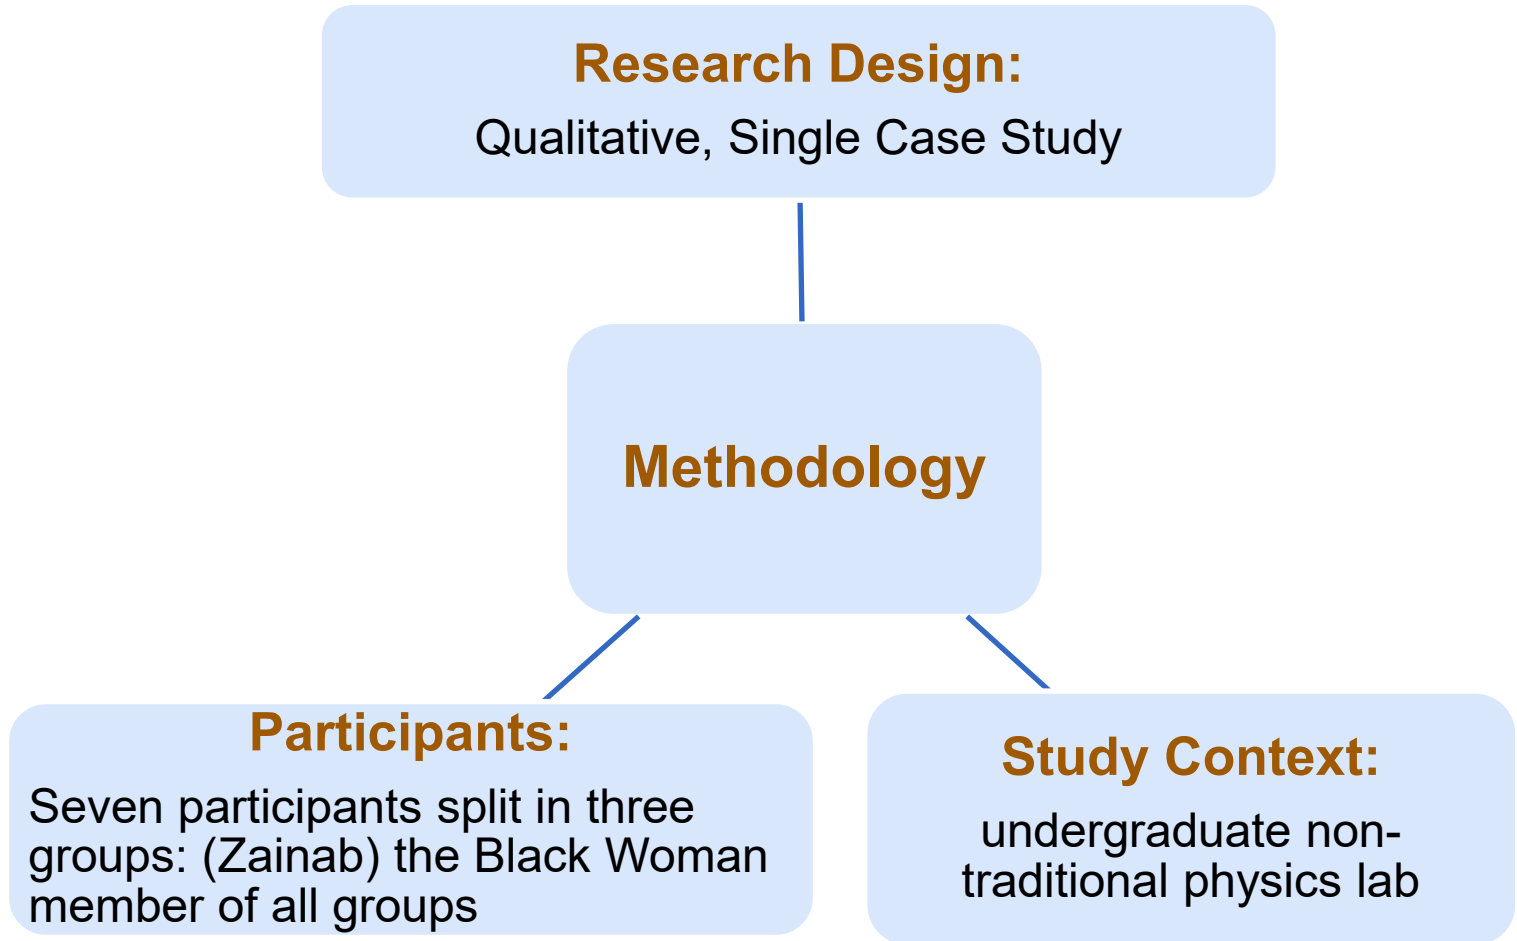 Research Design:
Qualitative, Single Case Study
Methodology
Participants:
Seven participants split in three
groups: (Zainab) the Black Woman
member of all groups
Study Context:
undergraduate non-
traditional physics lab